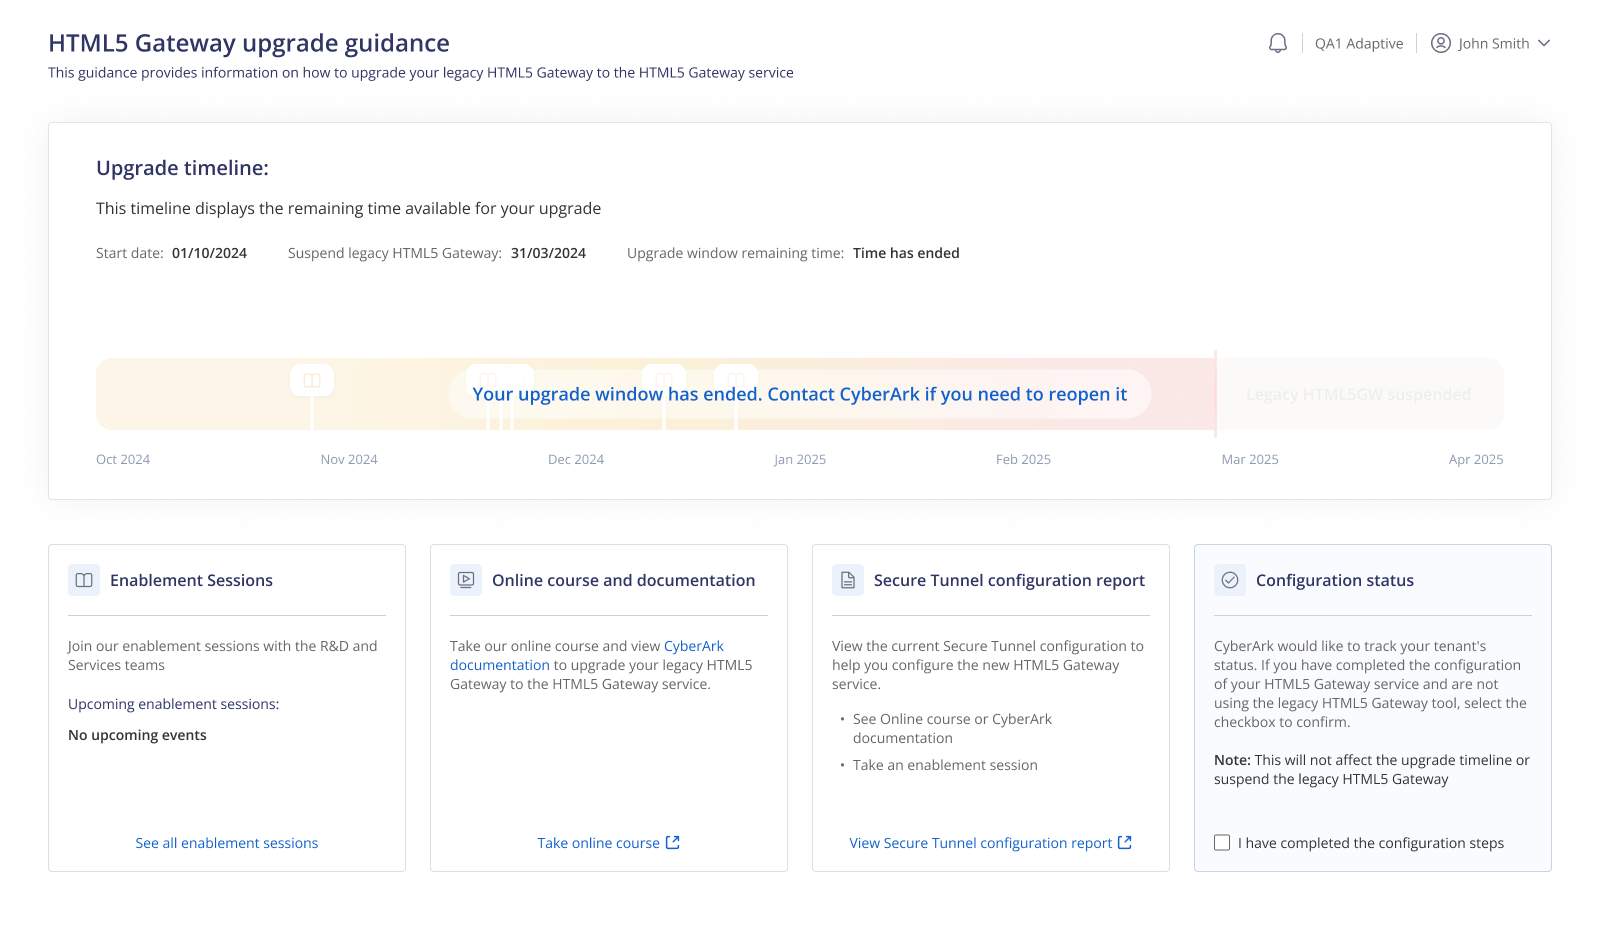 HTML5 Gateway upgrade guidance
QA1 Adaptive
John Smith
This guidance provides information on how to upgrade your legacy HTML5 Gateway to the HTML5 Gateway service
Upgrade timeline:
This timeline displays the remaining time available for your upgrade
Start date: 01/10/2024 Suspend legacy HTML5 Gateway: 31/03/2024 Upgrade window remaining time: Time has ended
Your upgrade window has ended. Contact CyberArk if you need to reopen it
Legacy HTML5GW suspended
Oct 2024 Nov 2024 Dec 2024 Jan 2025 Feb 2025 Mar 2025 Apr 2025
Enablement Sessions
Join our enablement sessions with the R&D and
Services teams
Upcoming enablement sessions:
No upcoming events
See all enablement sessions
Online course and documentation
Take our online course and view CyberArk
documentation to upgrade your legacy HTML5
Gateway to the HTML5 Gateway service.
Take online course
Secure Tunnel configuration report
View the current Secure Tunnel configuration to
help you configure the new HTML5 Gateway
service.
• See Online course or CyberArk
documentation
• Take an enablement session
View Secure Tunnel configuration report
Configuration status
CyberArk would like to track your tenant's
status. If you have completed the configuration
of your HTML5 Gateway service and are not
using the legacy HTML5 Gateway tool, select the
checkbox to confirm.
Note: This will not affect the upgrade timeline or
suspend the legacy HTML5 Gateway
I have completed the configuration steps